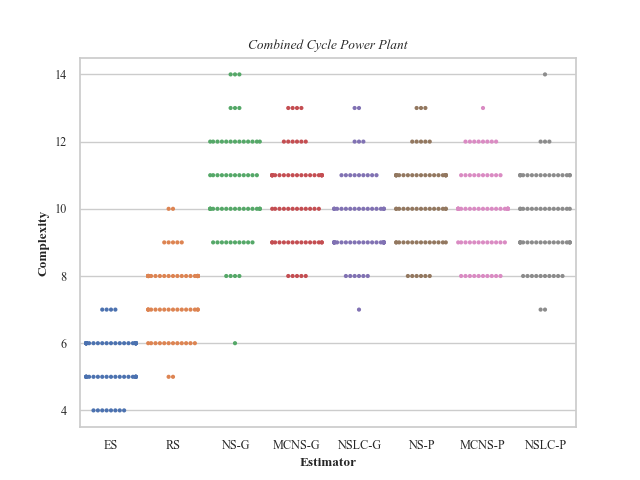 Combined Cycle Power Plant
14
12
10
8
6
4
Complexity
ES RS NS-G MCNS-G NSLC-G NS-P MCNS-P NSLC-P
Estimator